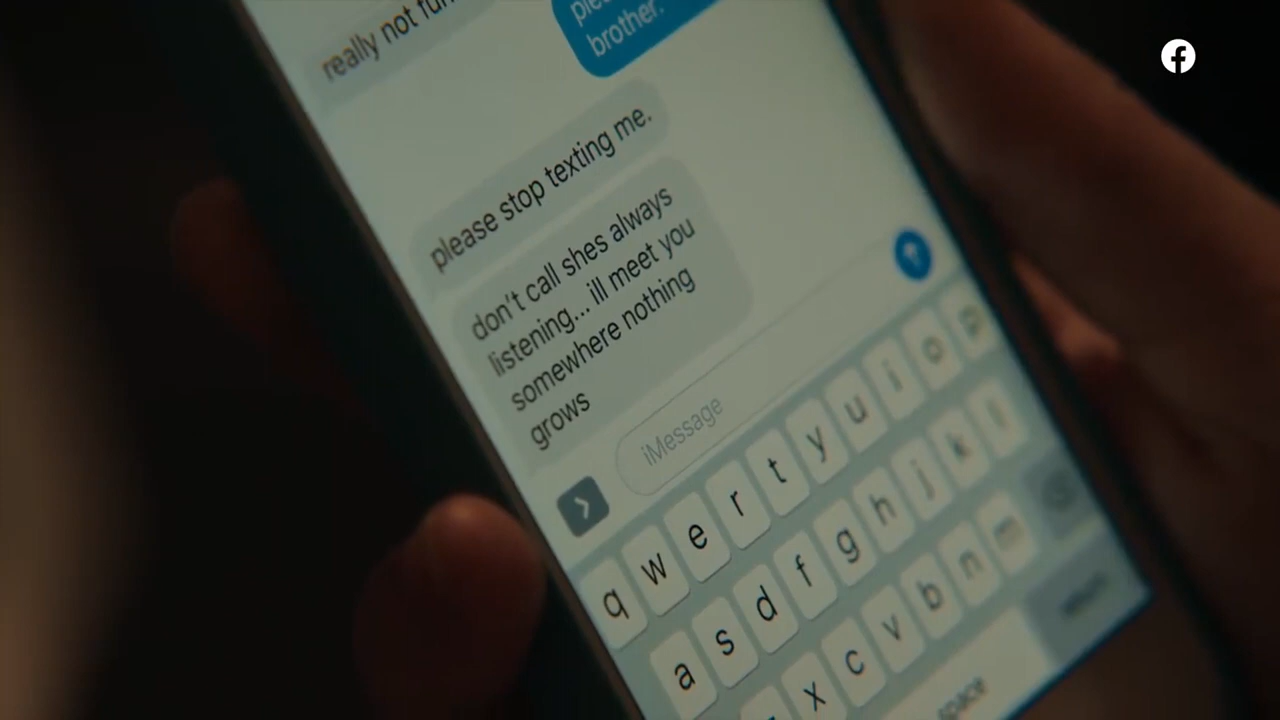 really not
brother.
please stop texting me.
don't call shes always
listening... ill meet you
somewhere nothing
grows
iMessage
q w e r t y u i o p
a s d f g h j k l
x c v b n m
space